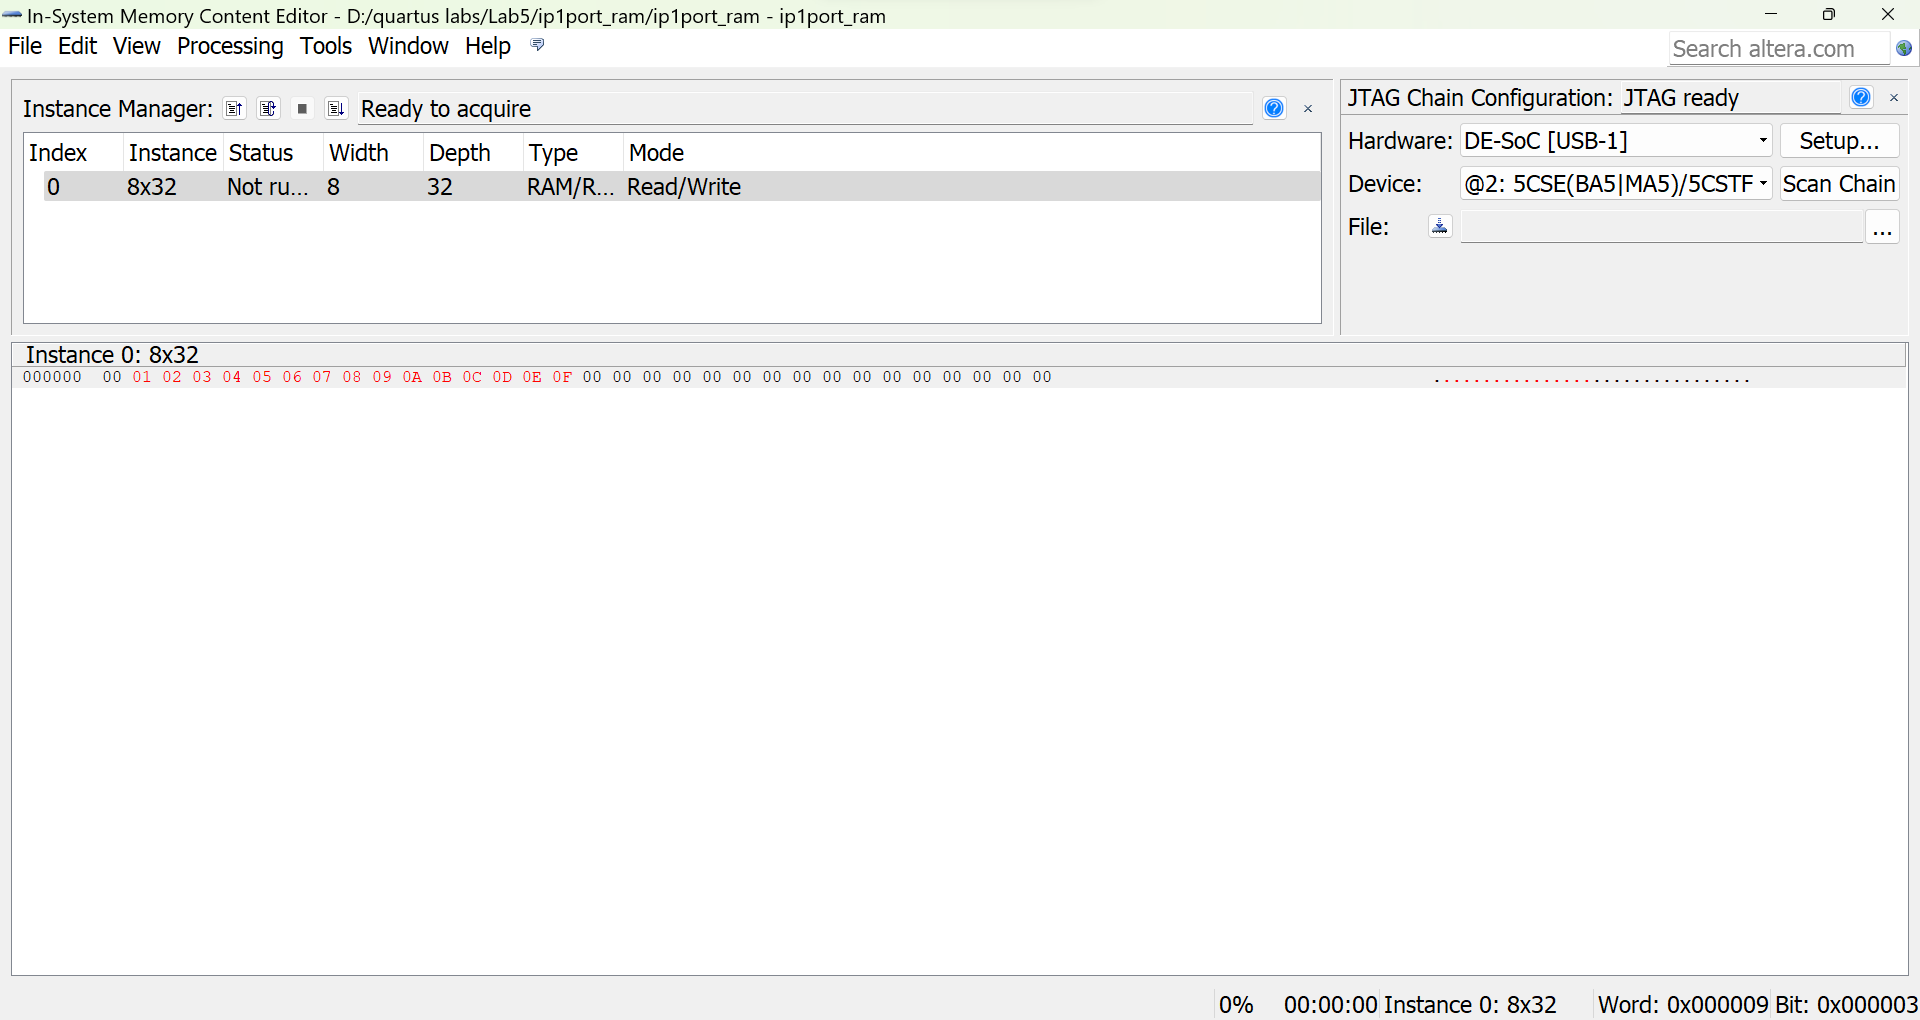 In-System Memory Content Editor - D:/quartus labs/Lab5/ip1port_ram/ip1port_ram - ip1port_ram
File Edit View Processing Tools Window Help
Search altera.com
Instance Manager: Ready to acquire
Index Instance Status Width Depth Type Mode
0 8x32 Not ru... 8 32 RAM/R... Read/Write
JTAG Chain Configuration: JTAG ready
Hardware: DE-SoC [USB-1] Setup...
Device: @2: 5CSE(BA5|MA5)/5CSTF Scan Chain
File: ...
Instance 0: 8x32
000000 00 01 02 03 04 05 06 07 08 09 0A 0B 0C 0D 0E 0F 00 00 00 00 00 00 00 00 00 00 00 00 00 00 00 00 ................................
0% 00:00:00 Instance 0: 8x32 Word: 0x000009 Bit: 0x000003